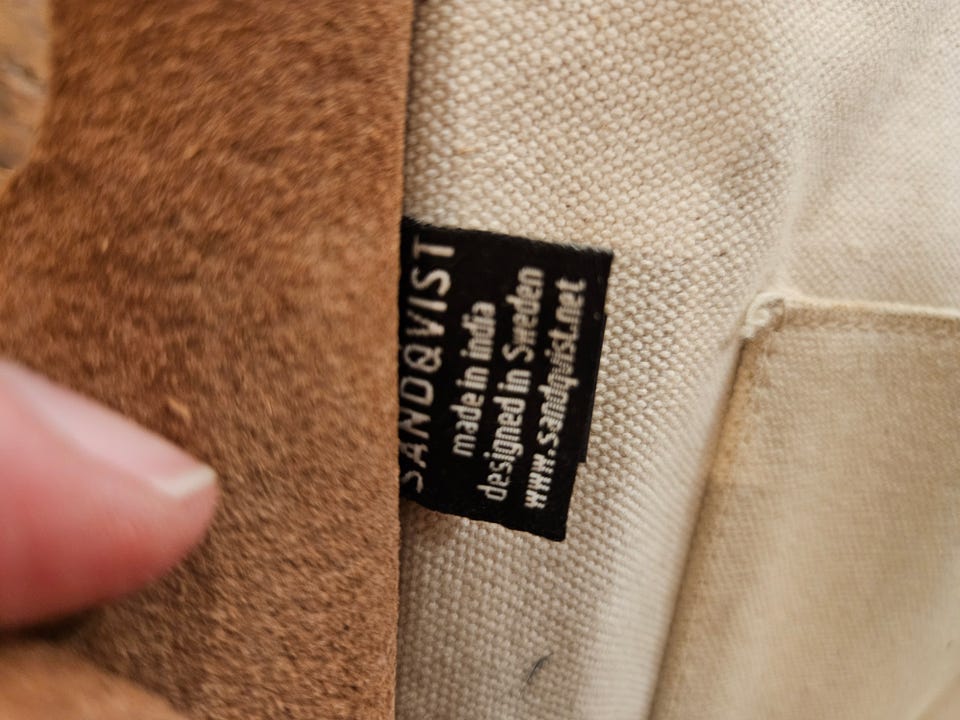 SANDQVIST
made in india
designed in Sweden
www.sandqvist.net